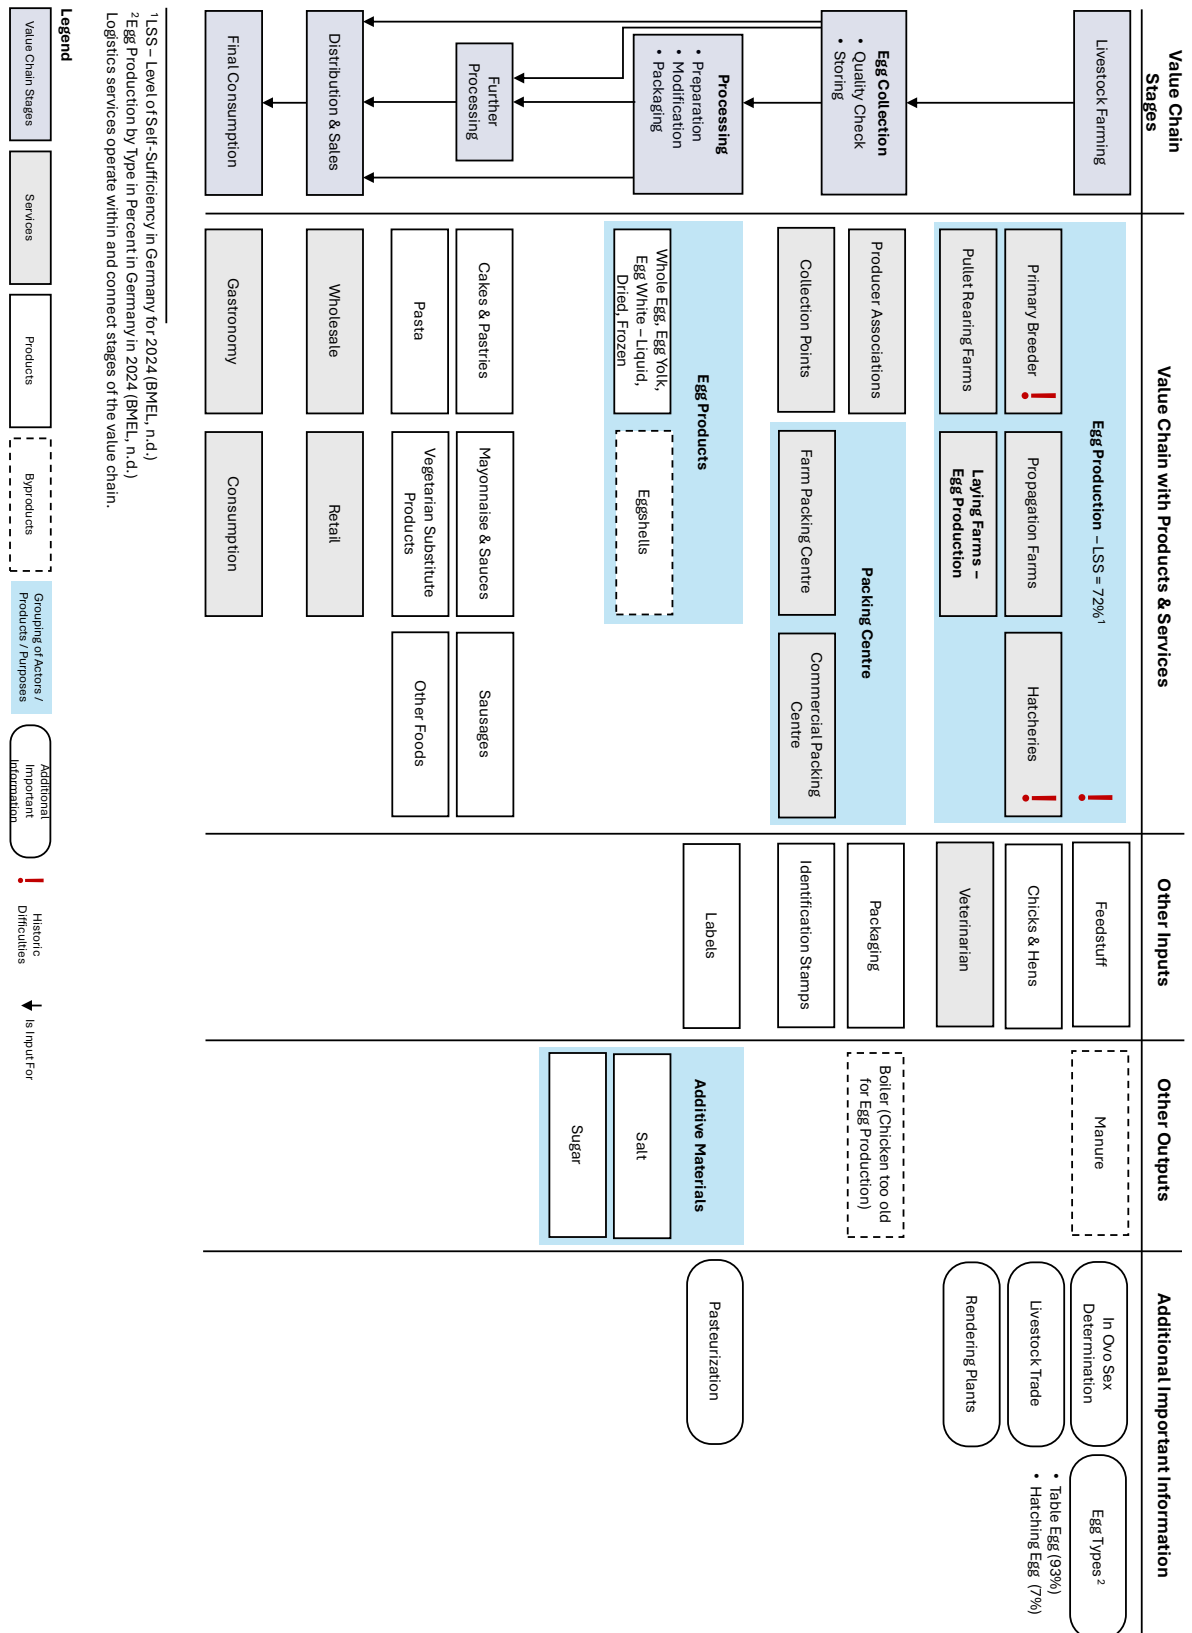 Value Chain
Stages
Value Chain with Products & Services
Other Inputs
Other Outputs
Additional Important Information
Livestock Farming
Egg Production – LSS = 72%¹
!
Primary Breeder
!
Propagation Farms
Hatcheries
!
Pullet Rearing Farms
Laying Farms –
Egg Production
Feedstuff
Chicks & Hens
Veterinarian
Manure
In Ovo Sex
Determination
Livestock Trade
Rendering Plants
Egg Types²
• Table Egg (93%)
• Hatching Egg (7%)
Egg Collection
• Quality Check
• Storing
Producer Associations
Collection Points
Packing Centre
Farm Packing Centre
Commercial Packing
Centre
Packaging
Identification Stamps
Boiler (Chicken too old
for Egg Production)
Processing
• Preparation
• Modification
• Packaging
Egg Products
Whole Egg, Egg Yolk,
Egg White – Liquid,
Dried, Frozen
Eggshells
Labels
Additive Materials
Salt
Sugar
Pasteurization
Further
Processing
Cakes & Pastries
Mayonnaise & Sauces
Sausages
Pasta
Vegetarian Substitute
Products
Other Foods
Distribution & Sales
Wholesale
Retail
Final Consumption
Gastronomy
Consumption
¹ LSS – Level of Self-Sufficiency in Germany for 2024 (BMEL, n.d.)
² Egg Production by Type in Percent in Germany in 2024 (BMEL, n.d.)
Logistics services operate within and connect stages of the value chain.
Legend
Value Chain Stages
Services
Products
Byproducts
Grouping of Actors /
Products / Purposes
Additional
Important
Information
!
Historic
Difficulties
Is Input For